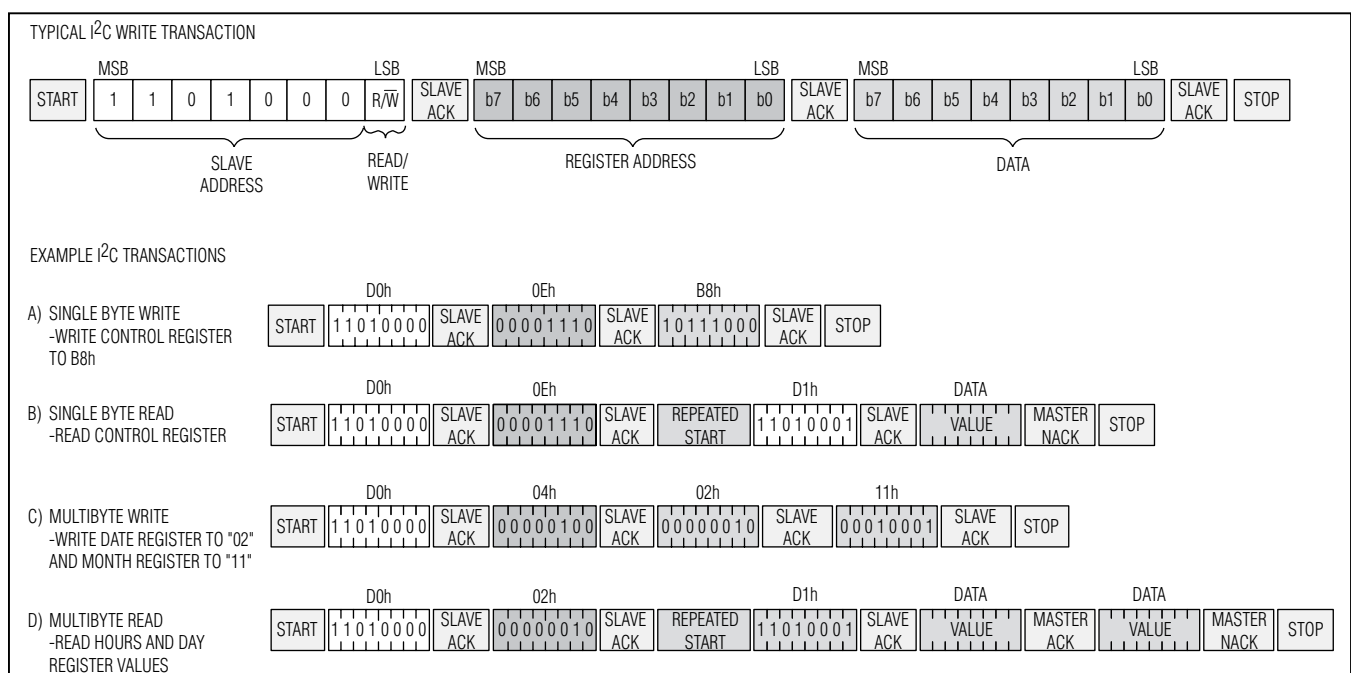 TYPICAL I2C WRITE TRANSACTION
MSB LSB MSB LSB MSB LSB
START 1 1 0 1 0 0 0 R/W̅ SLAVE ACK b7 b6 b5 b4 b3 b2 b1 b0 SLAVE ACK b7 b6 b5 b4 b3 b2 b1 b0 SLAVE ACK STOP
SLAVE ADDRESS READ/ WRITE REGISTER ADDRESS DATA
EXAMPLE I2C TRANSACTIONS
D0h 0Eh B8h
A) SINGLE BYTE WRITE
-WRITE CONTROL REGISTER
TO B8h
START 11010000 SLAVE ACK 00001110 SLAVE ACK 10111000 SLAVE ACK STOP
D0h 0Eh D1h DATA
B) SINGLE BYTE READ
-READ CONTROL REGISTER
START 11010000 SLAVE ACK 00001110 SLAVE ACK REPEATED START 11010001 SLAVE ACK VALUE MASTER NACK STOP
D0h 04h 02h 11h
C) MULTIBYTE WRITE
-WRITE DATE REGISTER TO "02"
AND MONTH REGISTER TO "11"
START 11010000 SLAVE ACK 00000100 SLAVE ACK 00000010 SLAVE ACK 00010001 SLAVE ACK STOP
D0h 02h D1h DATA DATA
D) MULTIBYTE READ
-READ HOURS AND DAY
REGISTER VALUES
START 11010000 SLAVE ACK 00000010 SLAVE ACK REPEATED START 11010001 SLAVE ACK VALUE MASTER ACK VALUE MASTER NACK STOP